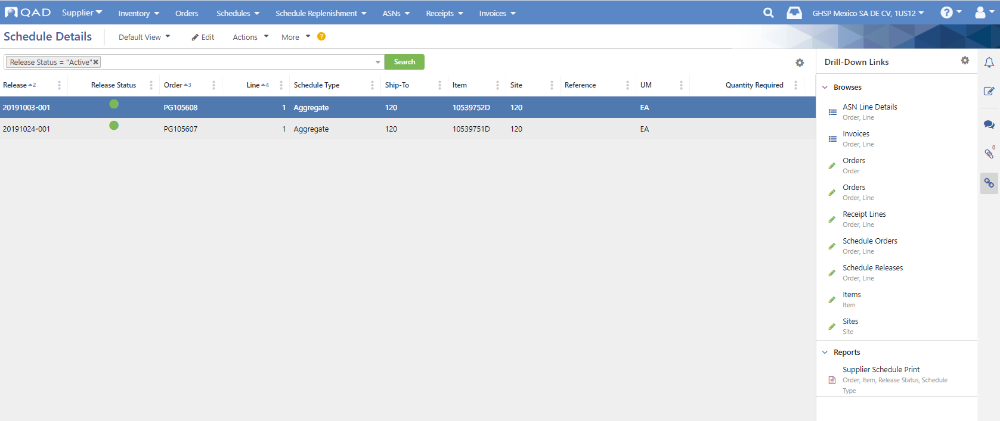 QAD Supplier Inventory Orders Schedules Schedule Replenishment ASNs Receipts Invoices GHSP Mexico SA DE CV, 1US12 ?
Schedule Details Default View Edit Actions More ?
Release Status = "Active" Search
Release 2 Release Status Order 3 Line 4 Schedule Type Ship-To Item Site Reference UM Quantity Required
20191003-001 PG105608 1 Aggregate 120 10539752D 120 EA
20191024-001 PG105607 1 Aggregate 120 10539751D 120 EA
Drill-Down Links
Browses
ASN Line Details
Order, Line
Invoices
Order, Line
Orders
Order
Orders
Order, Line
Receipt Lines
Order, Line
Schedule Orders
Order, Line
Schedule Releases
Order, Line
Items
Item
Sites
Site
Reports
Supplier Schedule Print
Order, Item, Release Status, Schedule
Type
0